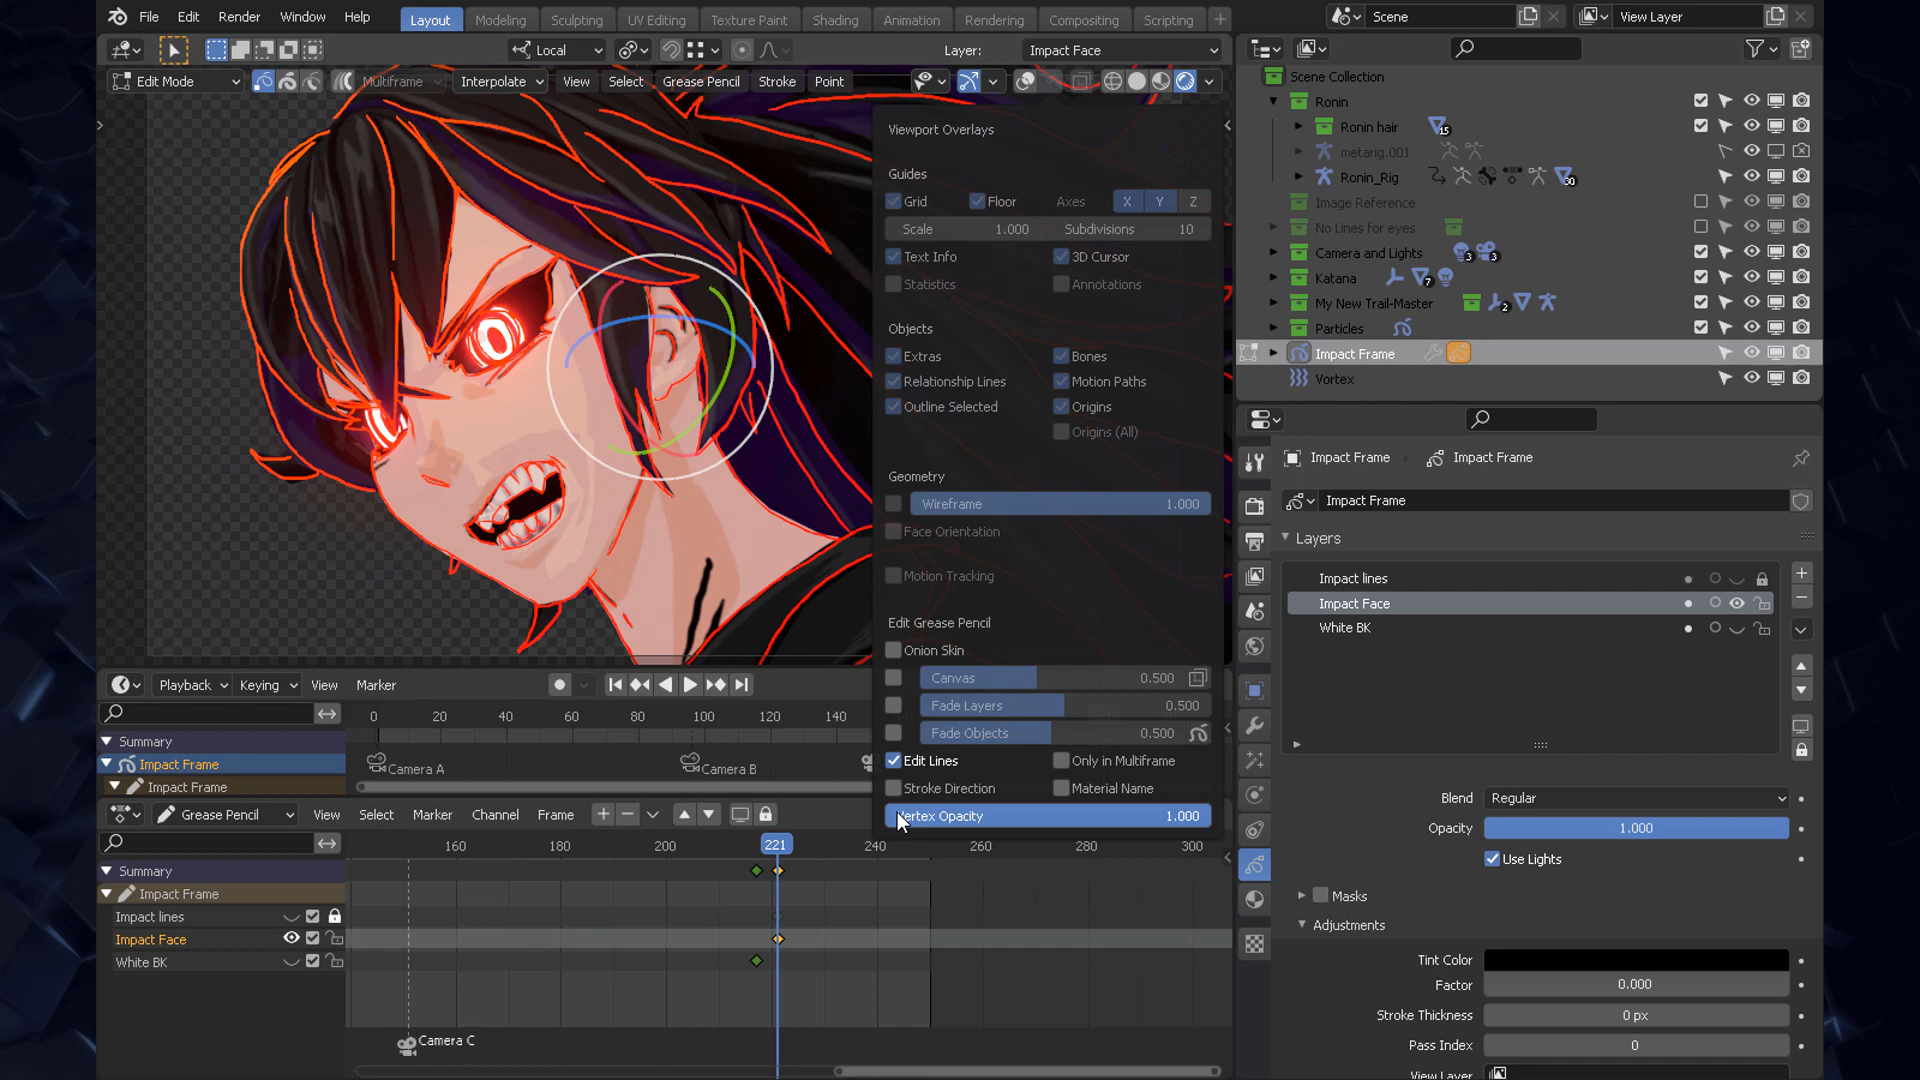 File Edit Render Window Help Layout Modeling Sculpting UV Editing Texture Paint Shading Animation Rendering Compositing Scripting + Scene View Layer
Local Layer: Impact Face
Edit Mode Multiframe Interpolate View Select Grease Pencil Stroke Point
Scene Collection
Ronin
Ronin hair 15
metarig.001
Ronin_Rig 30
Image Reference
No Lines for eyes
Camera and Lights 3 3
Katana 7
My New Trail-Master 2
Particles
Impact Frame
Vortex
Viewport Overlays
Guides
Grid Floor Axes X Y Z
Scale 1.000 Subdivisions 10
Text Info 3D Cursor
Statistics Annotations
Objects
Extras Bones
Relationship Lines Motion Paths
Outline Selected Origins
Origins (All)
Geometry
Wireframe 1.000
Face Orientation
Motion Tracking
Edit Grease Pencil
Onion Skin
Canvas 0.500
Fade Layers 0.500
Fade Objects 0.500
Edit Lines Only in Multiframe
Stroke Direction Material Name
Vertex Opacity 1.000
Impact Frame Impact Frame
Impact Frame
Layers
Impact lines
Impact Face
White BK
Blend Regular
Opacity 1.000
Use Lights
Masks
Adjustments
Tint Color
Factor 0.000
Stroke Thickness 0 px
Pass Index 0
View Layer
Playback Keying View Marker
0 20 40 60 80 100 120 140
Summary
Impact Frame
Impact Frame
Camera A Camera B
Grease Pencil View Select Marker Channel Frame
160 180 200 221 240 260 280 300
Summary
Impact Frame
Impact lines
Impact Face
White BK
Camera C